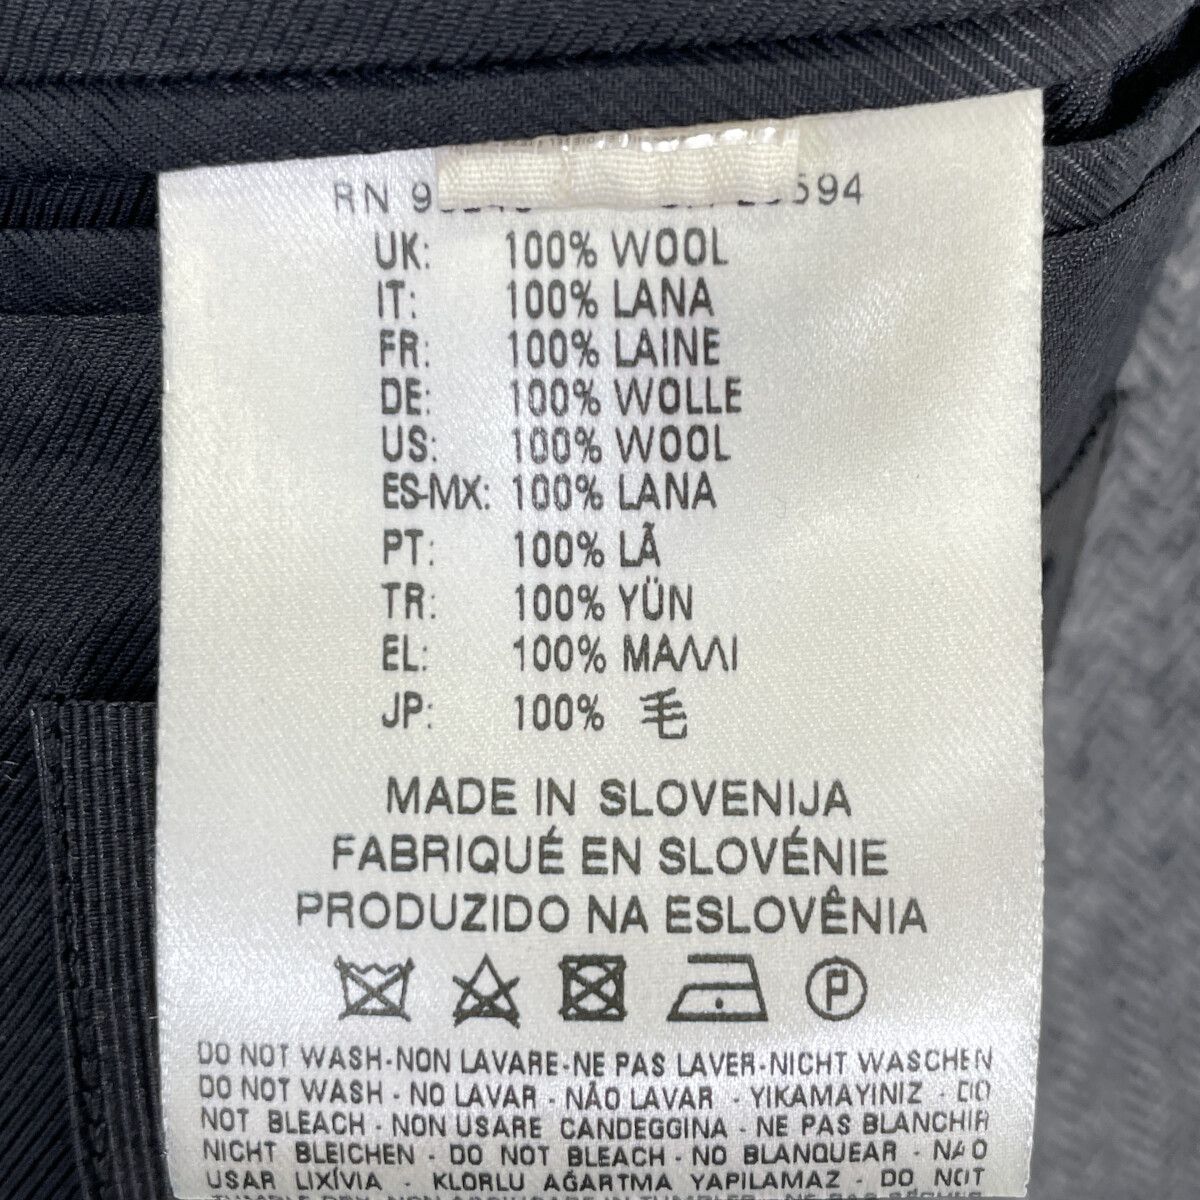 RN 594
UK: 100% WOOL
IT: 100% LANA
FR: 100% LAINE
DE: 100% WOLLE
US: 100% WOOL
ES-MX: 100% LANA
PT: 100% LÃ
TR: 100% YÜN
EL: 100% ΜΑΛΛΙ
JP: 100% 毛
MADE IN SLOVENIJA
FABRIQUÉ EN SLOVÉNIE
PRODUZIDO NA ESLOVÊNIA
P
DO NOT WASH-NON LAVARE-NE PAS LAVER-NICHT WASCHEN
DO NOT WASH - NO LAVAR - NÃO LAVAR - YIKAMAYINIZ - DO
NOT BLEACH - NON USARE CANDEGGINA - NE PAS BLANCHIR
NICHT BLEICHEN - DO NOT BLEACH - NO BLANQUEAR - NÃO
USAR LIXÍVIA - KLORLU AĞARTMA YAPILAMAZ - DO NOT